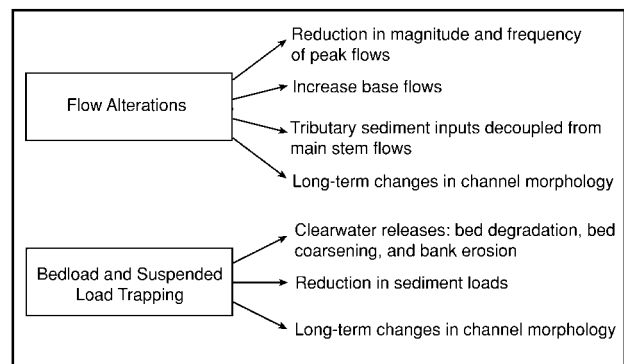 Flow Alterations
Reduction in magnitude and frequency
of peak flows
Increase base flows
Tributary sediment inputs decoupled from
main stem flows
Long-term changes in channel morphology
Bedload and Suspended
Load Trapping
Clearwater releases: bed degradation, bed
coarsening, and bank erosion
Reduction in sediment loads
Long-term changes in channel morphology